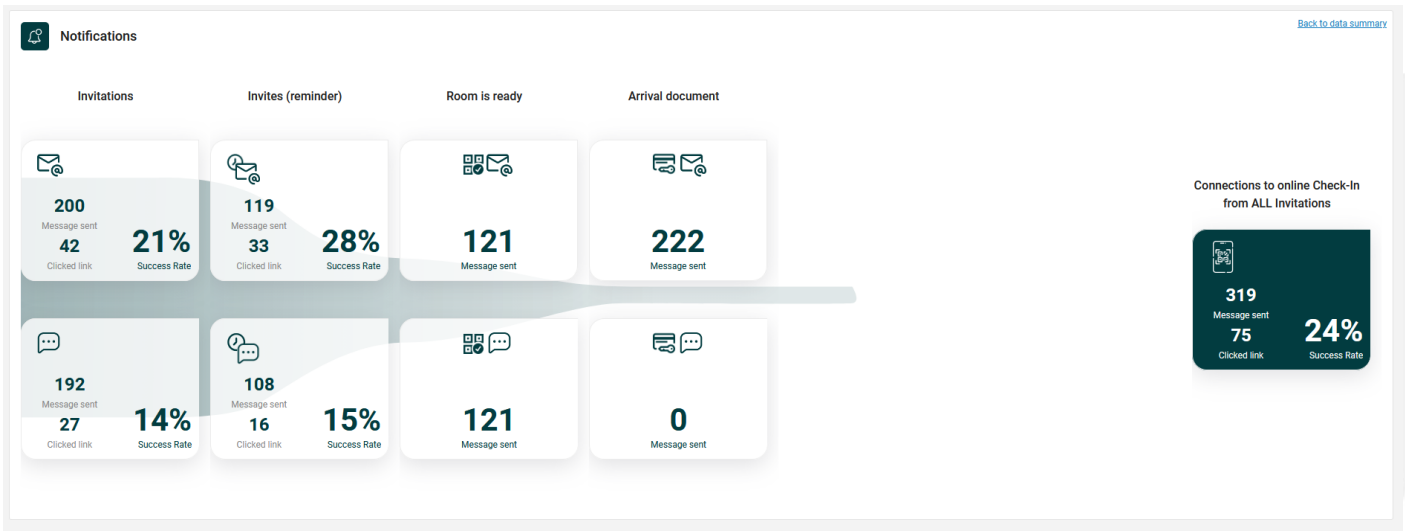 Back to data summary
Notifications
Invitations
Invites (reminder)
Room is ready
Arrival document
200
Message sent
42
Clicked link
21%
Success Rate
119
Message sent
33
Clicked link
28%
Success Rate
121
Message sent
222
Message sent
192
Message sent
27
Clicked link
14%
Success Rate
108
Message sent
16
Clicked link
15%
Success Rate
121
Message sent
0
Message sent
Connections to online Check-In
from ALL Invitations
319
Message sent
75
Clicked link
24%
Success Rate